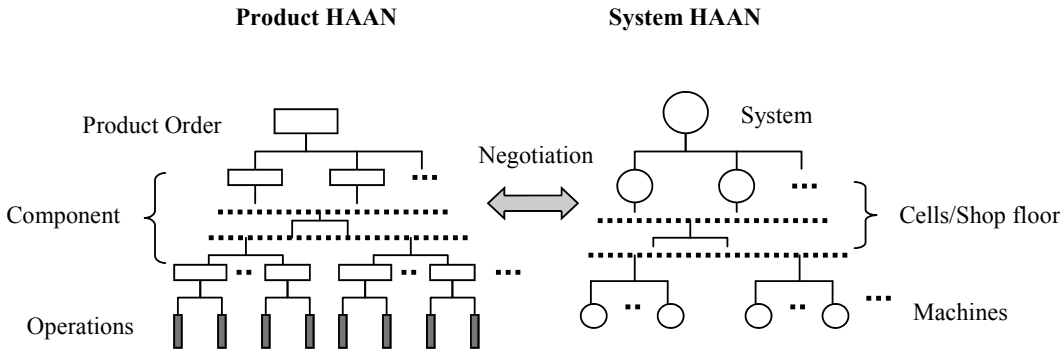 Product HAAN
System HAAN
Product Order
System
Negotiation
Component
Cells/Shop floor
Operations
Machines